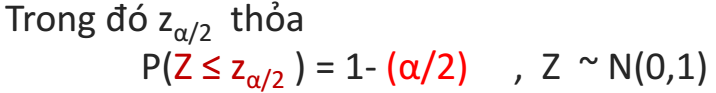 Trong đó z_{α/2} thỏa
P(Z ≤ z_{α/2} ) = 1- (α/2) , Z ~ N(0,1)